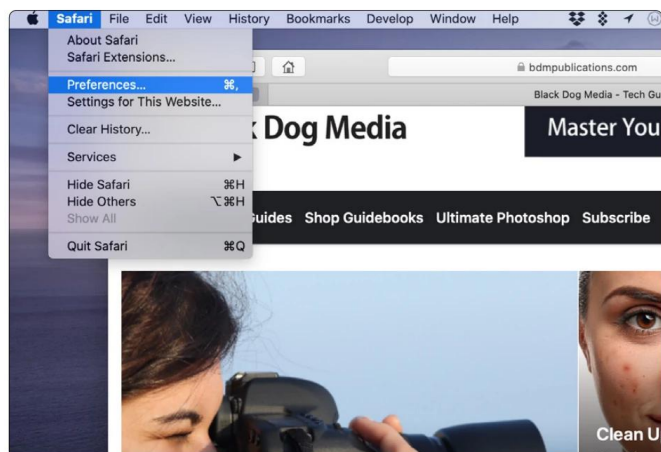 Safari File Edit View History Bookmarks Develop Window Help
About Safari
Safari Extensions...
Preferences... ⌘,
Settings for This Website...
Clear History...
Services ▶
Hide Safari ⌘H
Hide Others ⌥⌘H
Show All
Quit Safari ⌘Q
bdmpublications.com
Black Dog Media - Tech Gu
Dog Media
Master You
Guides Shop Guidebooks Ultimate Photoshop Subscribe
Clean U